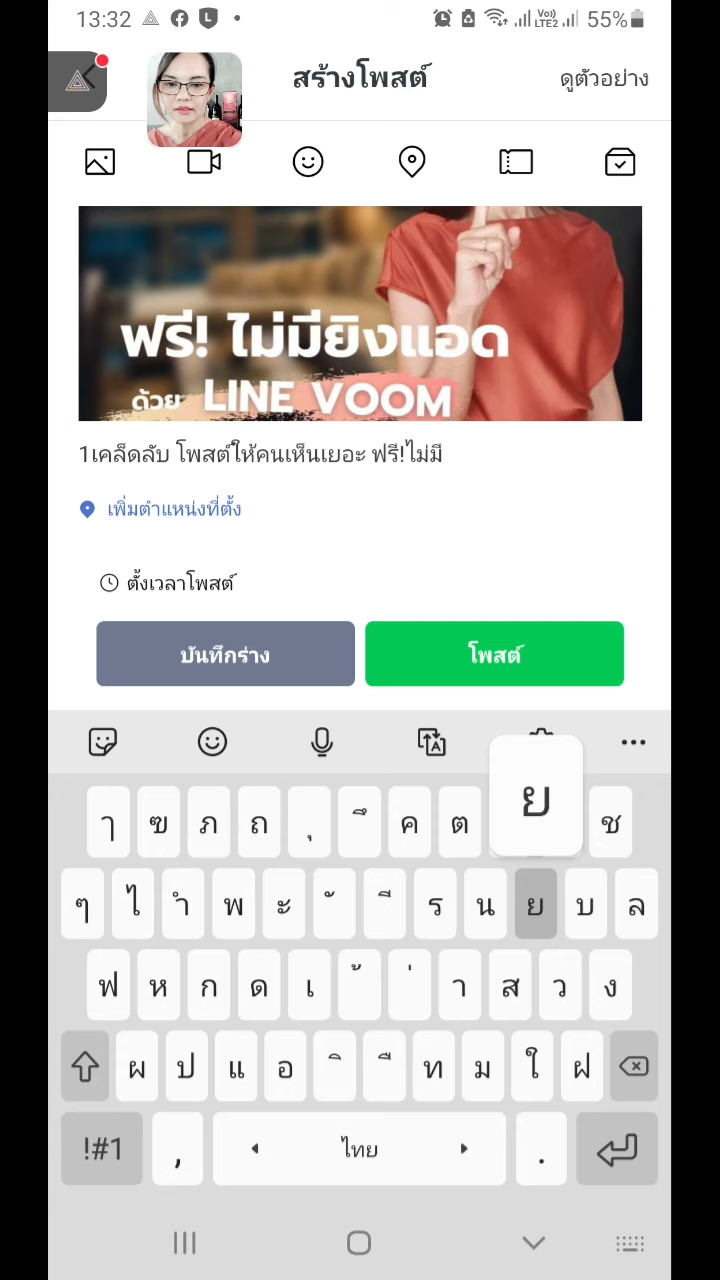 13:32
Vo)) LTE2 55%
สร้างโพสต์
ดูตัวอย่าง
ฟรี! ไม่มียิงแอด
ด้วย LINE VOOM
1เคล็ดลับ โพสต์ให้คนเห็นเยอะ ฟรี!ไม่มี
เพิ่มตำแหน่งที่ตั้ง
ตั้งเวลาโพสต์
บันทึกร่าง
โพสต์
ย
ๅ ฃ ภ ถ ุ ึ ค ต ช
ๆ ไ ำ พ ะ ั ี ร น ย บ ล
ฟ ห ก ด เ ้ ่ า ส ว ง
ผ ป แ อ ิ ื ท ม ใ ฝ
!#1 , ไทย .